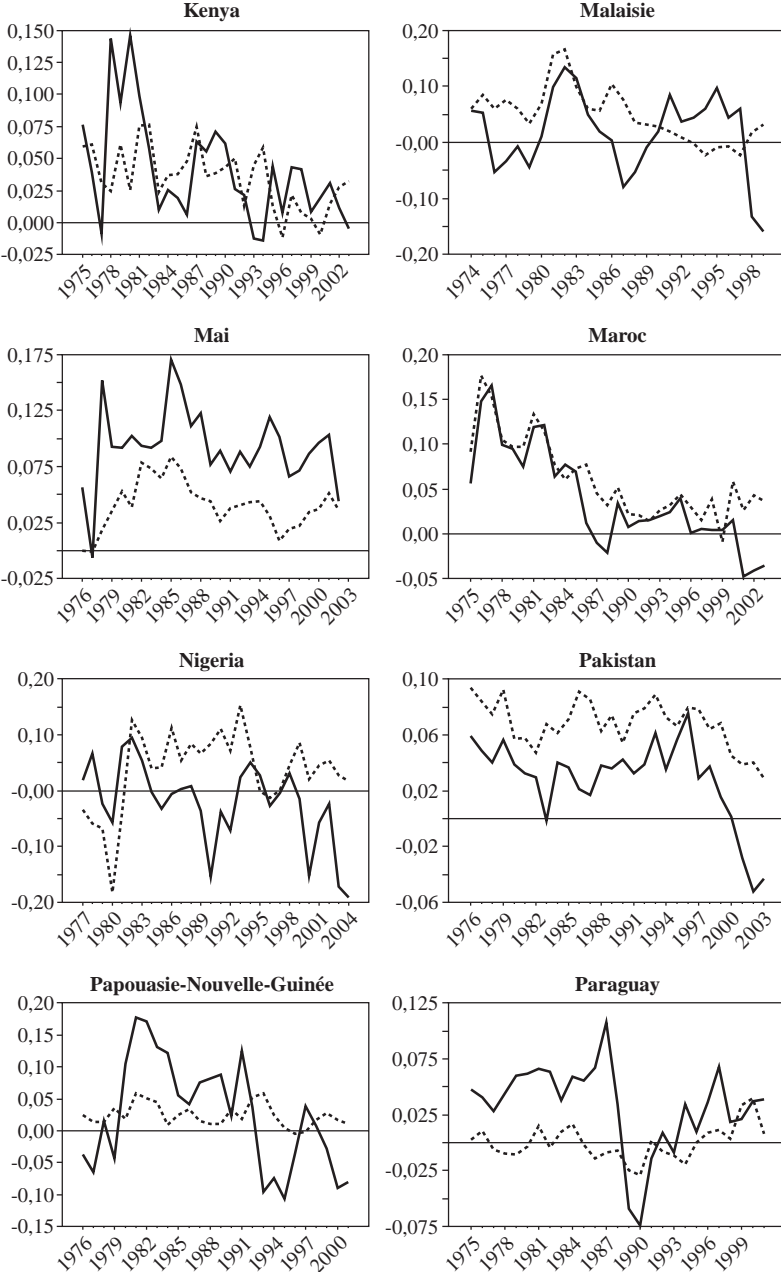 Kenya
0,150
0,125
0,100
0,075
0,050
0,025
0,000
-0,025
1975 1978 1981 1984 1987 1990 1993 1996 1999 2002
Malaisie
0,20
0,10
-0,00
-0,10
-0,20
1974 1977 1980 1983 1986 1989 1992 1995 1998
Mai
0,175
0,125
0,075
0,025
-0,025
1976 1979 1982 1985 1988 1991 1994 1997 2000 2003
Maroc
0,20
0,15
0,10
0,05
0,00
-0,05
1975 1978 1981 1984 1987 1990 1993 1996 1999 2002
Nigeria
0,20
0,10
-0,00
-0,10
-0,20
1977 1980 1983 1986 1989 1992 1995 1998 2001 2004
Pakistan
0,10
0,06
0,02
-0,02
-0,06
1976 1979 1982 1985 1988 1991 1994 1997 2000 2003
Papouasie-Nouvelle-Guinée
0,20
0,15
0,10
0,05
0,00
-0,05
-0,10
-0,15
1976 1979 1982 1985 1988 1991 1994 1997 2000
Paraguay
0,125
0,075
0,025
-0,025
-0,075
1975 1978 1981 1984 1987 1990 1993 1996 1999